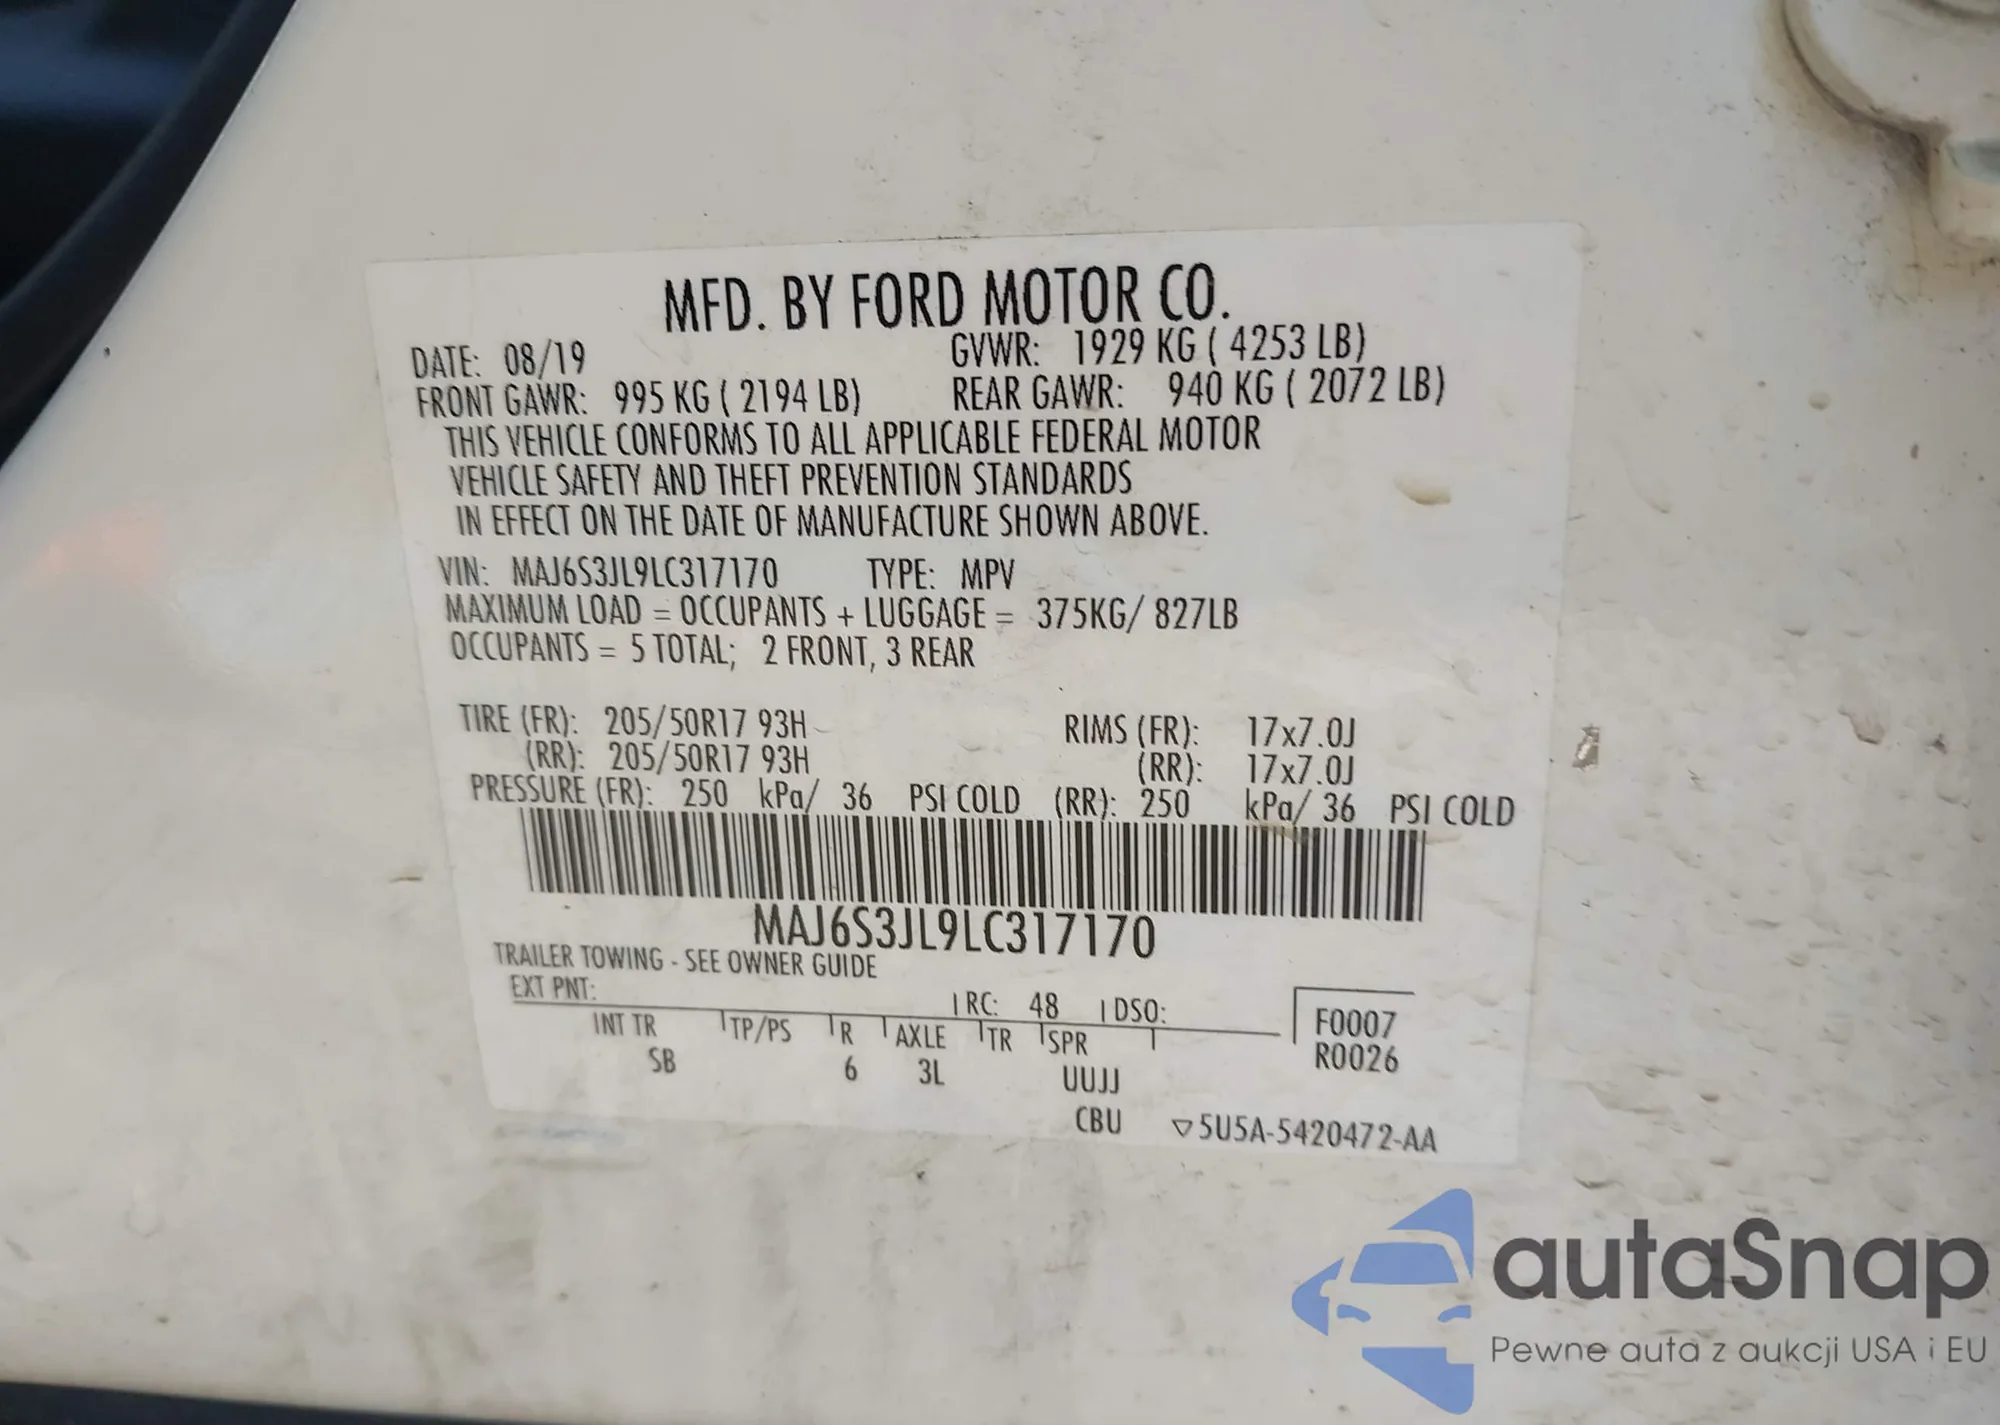 MFD. BY FORD MOTOR CO.
DATE: 08/19 GVWR: 1929 KG ( 4253 LB)
FRONT GAWR: 995 KG ( 2194 LB) REAR GAWR: 940 KG ( 2072 LB)
THIS VEHICLE CONFORMS TO ALL APPLICABLE FEDERAL MOTOR
VEHICLE SAFETY AND THEFT PREVENTION STANDARDS
IN EFFECT ON THE DATE OF MANUFACTURE SHOWN ABOVE.
VIN: MAJ6S3JL9LC317170 TYPE: MPV
MAXIMUM LOAD = OCCUPANTS + LUGGAGE = 375KG/ 827LB
OCCUPANTS = 5 TOTAL; 2 FRONT, 3 REAR
TIRE (FR): 205/50R17 93H RIMS (FR): 17x7.0J
(RR): 205/50R17 93H (RR): 17x7.0J
PRESSURE (FR): 250 kPa/ 36 PSI COLD (RR): 250 kPa/ 36 PSI COLD
MAJ6S3JL9LC317170
TRAILER TOWING - SEE OWNER GUIDE
EXT PNT: RC: 48 DSO:
INT TR TP/PS R AXLE TR SPR
SB 6 3L UUJJ
F0007
R0026
CBU ▽5U5A-5420472-AA
autaSnap
Pewne auta z aukcji USA i EU